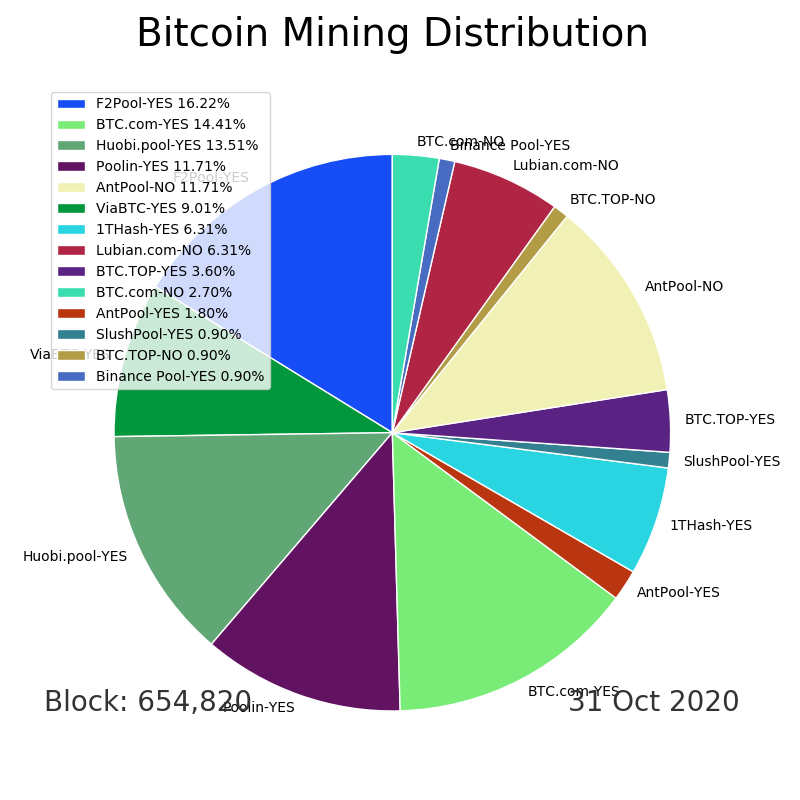 Bitcoin Mining Distribution
F2Pool-YES 16.22%
BTC.com-YES 14.41%
Huobi.pool-YES 13.51%
Poolin-YES 11.71%
AntPool-NO 11.71%
ViaBTC-YES 9.01%
1THash-YES 6.31%
Lubian.com-NO 6.31%
BTC.TOP-YES 3.60%
BTC.com-NO 2.70%
AntPool-YES 1.80%
SlushPool-YES 0.90%
BTC.TOP-NO 0.90%
Binance Pool-YES 0.90%
BTC.com-NO
Binance Pool-YES
Lubian.com-NO
F2Pool-YES
BTC.TOP-NO
AntPool-NO
ViaBTC-YES
BTC.TOP-YES
SlushPool-YES
1THash-YES
Huobi.pool-YES
AntPool-YES
BTC.com-YES
Poolin-YES
Block: 654,820
31 Oct 2020